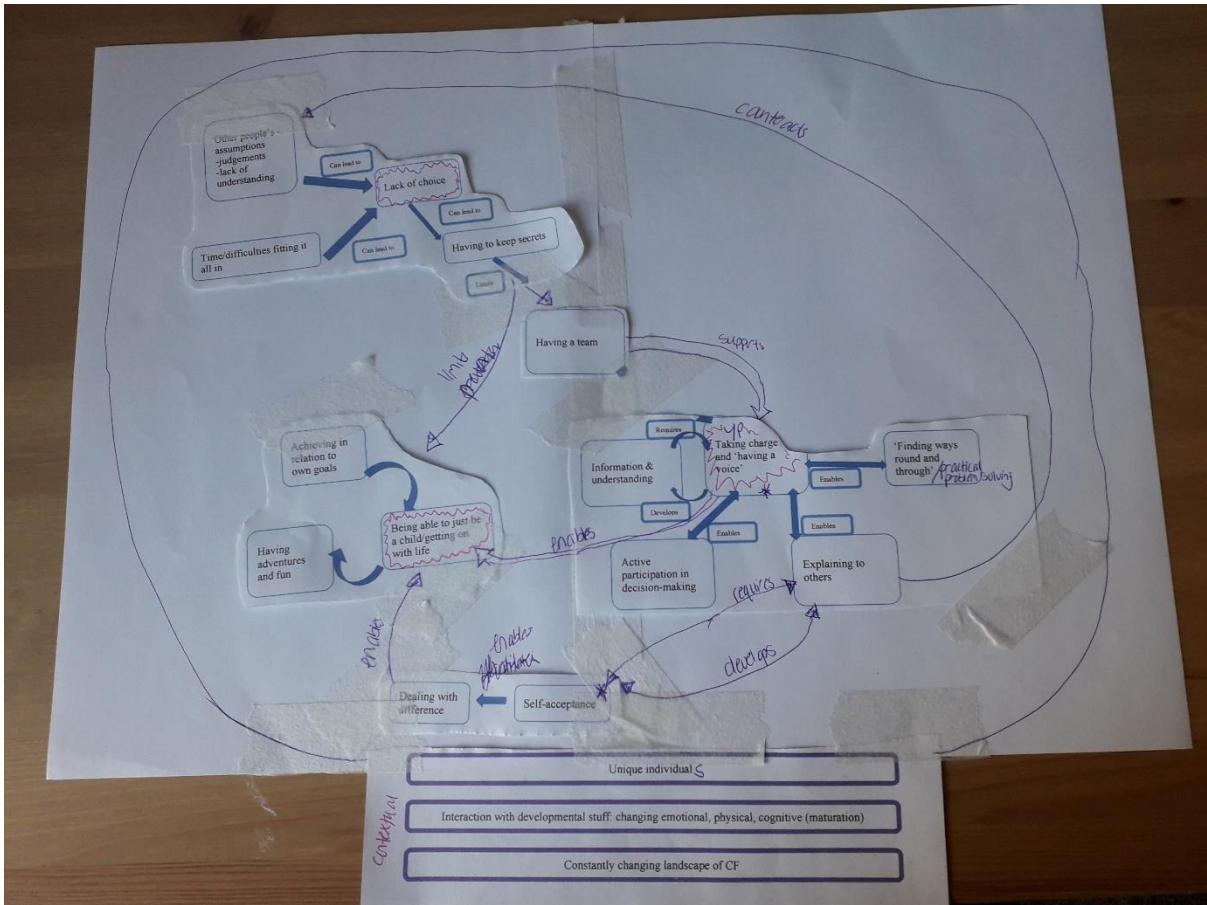 canteracts
Other people's -
assumptions
-judgements
-lack of
understanding
Can lead to
Lack of choice
Can lead to
Time/difficulties fitting it
all in
Can lead to
Having to keep secrets
Limits
Having a team
supports
limits
Achieving in
relation to
own goals
Being able to just be
a child/getting on
with life
Having
adventures
and fun
Requires
Information &
understanding
Develops
Taking charge
and 'having a
voice'
*
Enables
'Finding ways
round and
through'
/practical
problem solving
Enables
Enables
Active
participation in
decision-making
Explaining to
others
enables
requires
develops
enables
enables
Dealing with
difference
Self-acceptance
*
contextual
Unique individual s
Interaction with developmental stuff: changing emotional, physical, cognitive (maturation)
Constantly changing landscape of CF